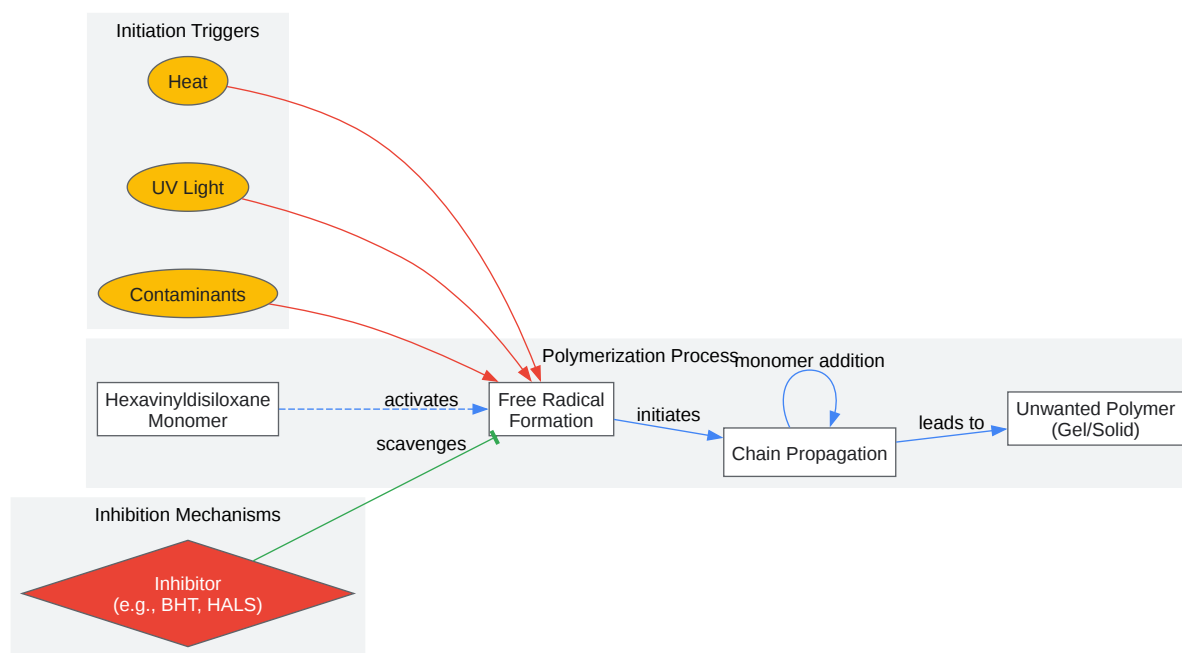 Initiation Triggers
Heat
UV Light
Contaminants
Polymerization Process
monomer addition
Hexavinyldisiloxane
Monomer
activates
Free Radical
Formation
initiates
Chain Propagation
leads to
Unwanted Polymer
(Gel/Solid)
scavenges
Inhibition Mechanisms
Inhibitor
(e.g., BHT, HALS)